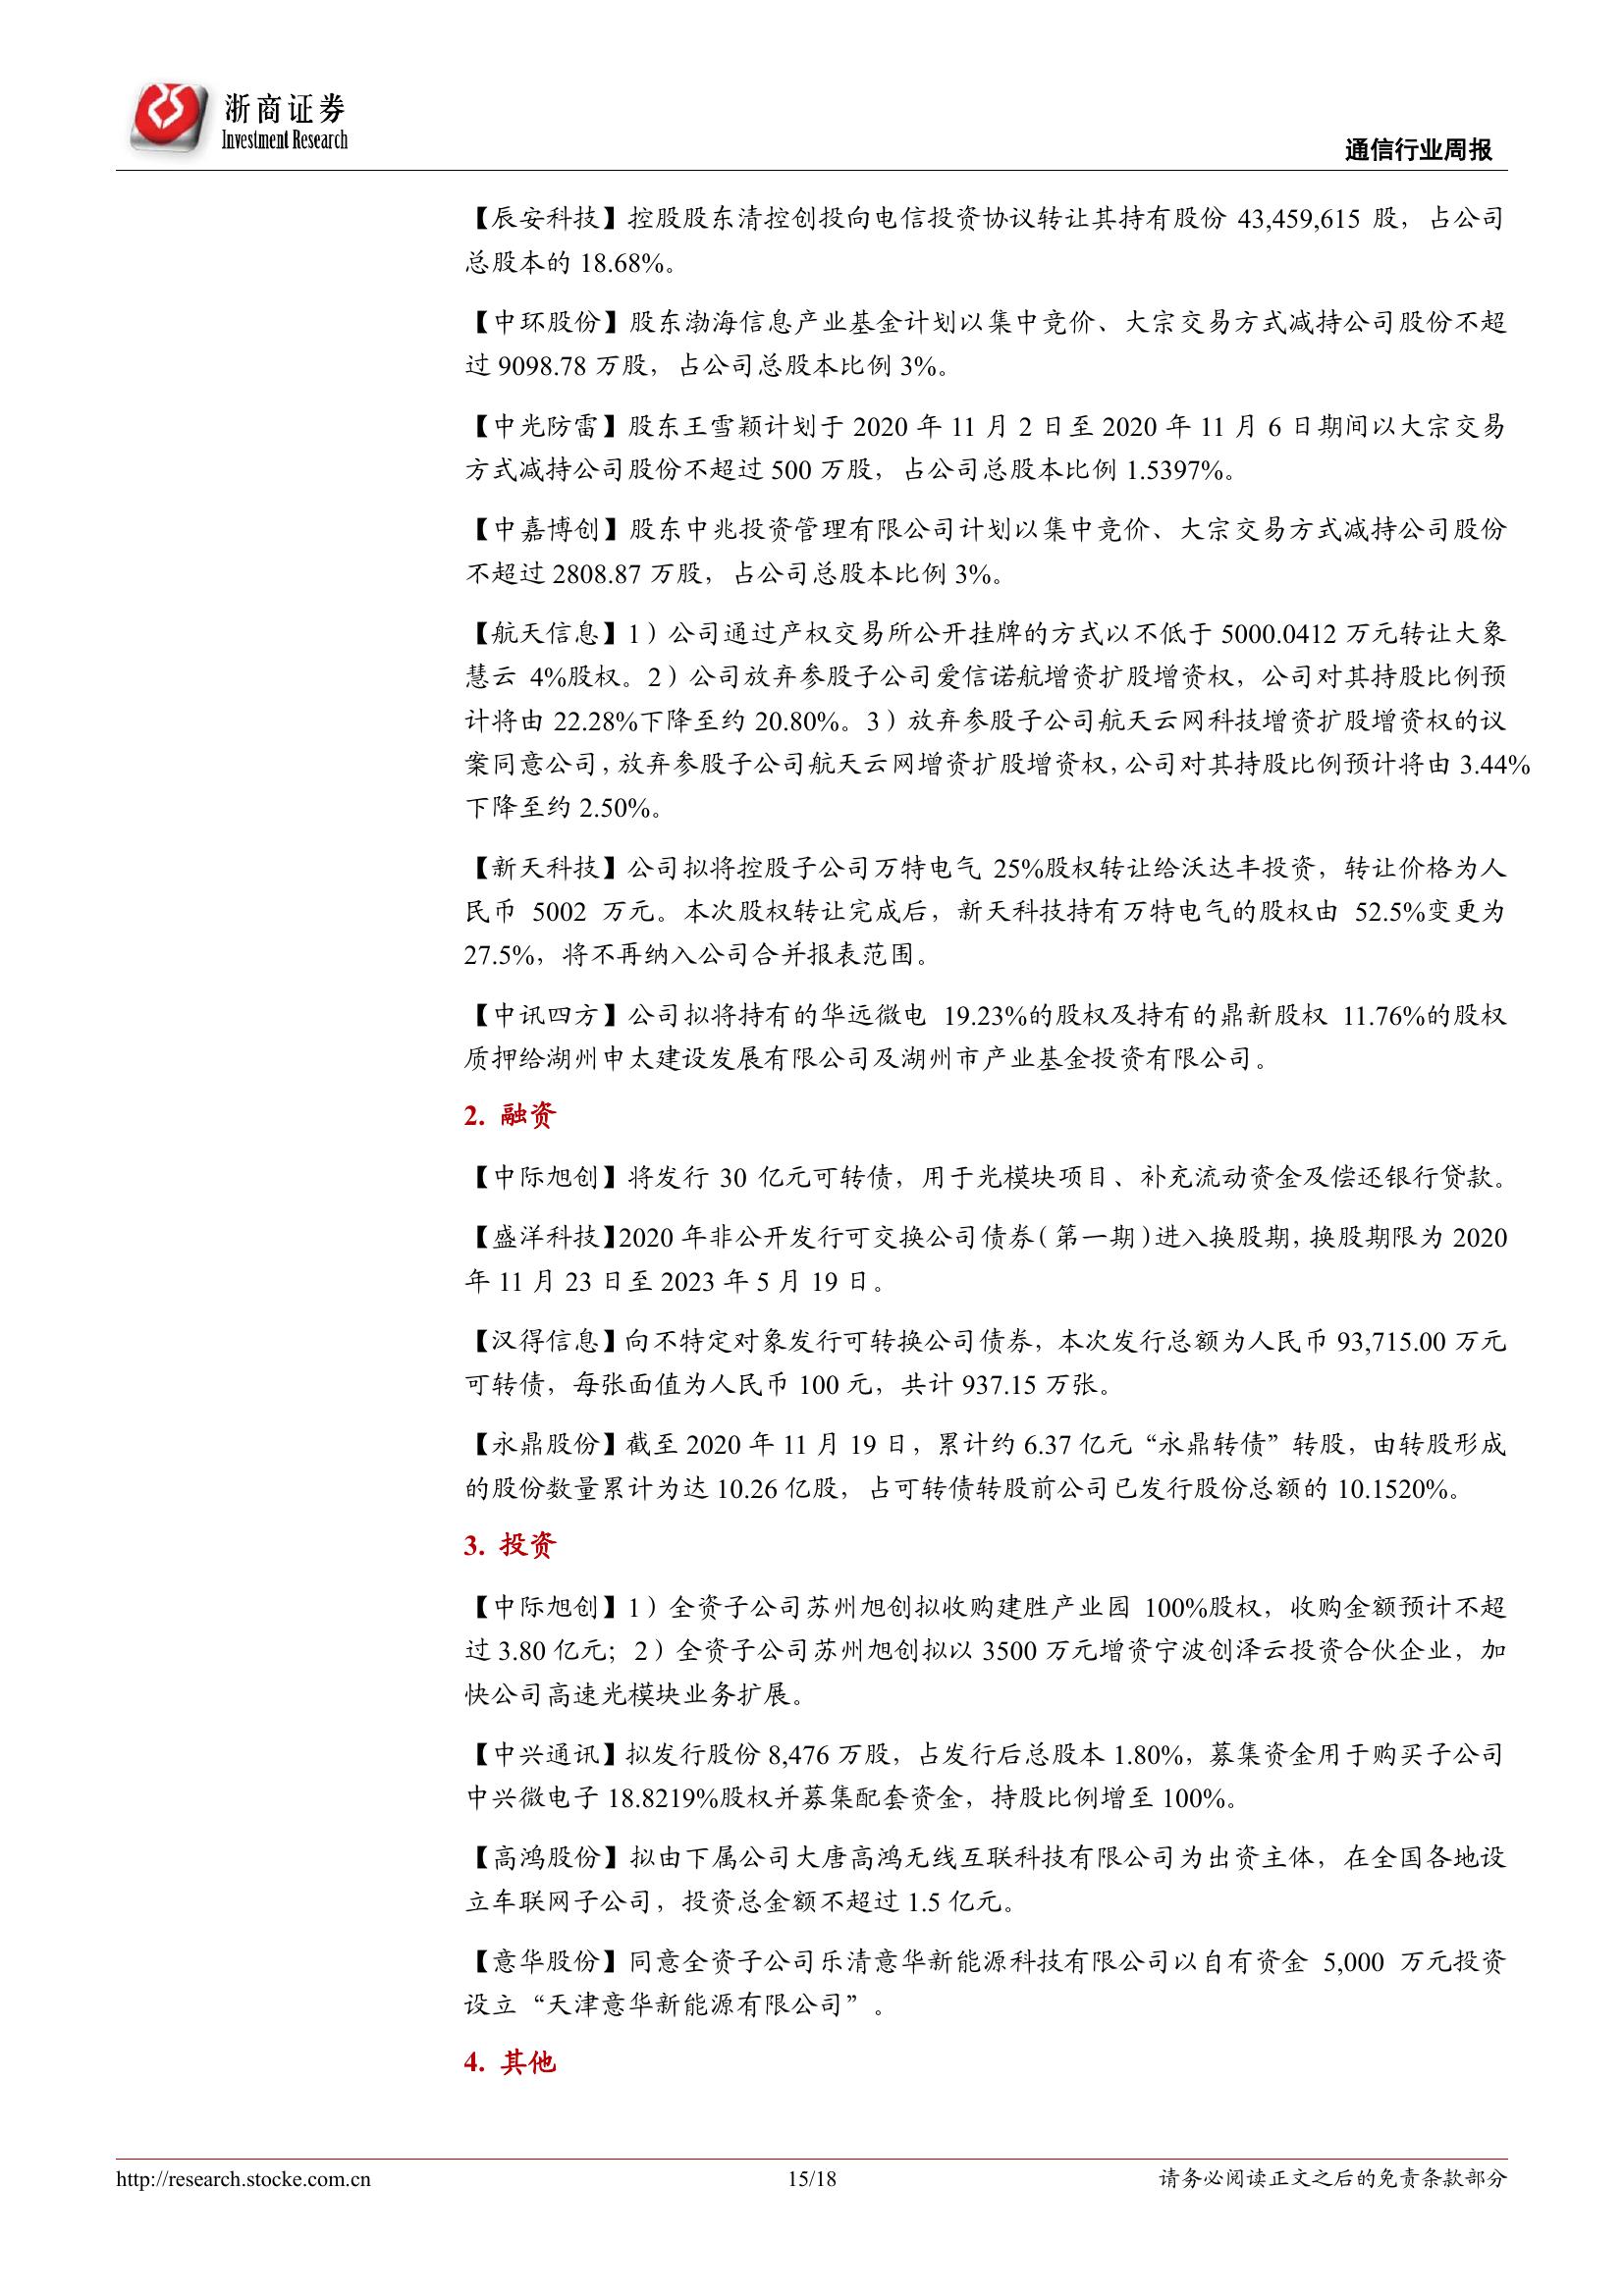 浙商证券
Investment Research
通信行业周报
【辰安科技】控股股东清控创投向电信投资协议转让其持有股份 43,459,615 股，占公司
总股本的 18.68%。
【中环股份】股东渤海信息产业基金计划以集中竞价、大宗交易方式减持公司股份不超
过 9098.78 万股，占公司总股本比例 3%。
【中光防雷】股东王雪颖计划于 2020 年 11 月 2 日至 2020 年 11 月 6 日期间以大宗交易
方式减持公司股份不超过 500 万股，占公司总股本比例 1.5397%。
【中嘉博创】股东中兆投资管理有限公司计划以集中竞价、大宗交易方式减持公司股份
不超过 2808.87 万股，占公司总股本比例 3%。
【航天信息】1）公司通过产权交易所公开挂牌的方式以不低于 5000.0412 万元转让大象
慧云 4%股权。2）公司放弃参股子公司爱信诺航增资扩股增资权，公司对其持股比例预
计将由 22.28%下降至约 20.80%。3）放弃参股子公司航天云网科技增资扩股增资权的议
案同意公司，放弃参股子公司航天云网增资扩股增资权，公司对其持股比例预计将由 3.44%
下降至约 2.50%。
【新天科技】公司拟将控股子公司万特电气 25%股权转让给沃达丰投资，转让价格为人
民币 5002 万元。本次股权转让完成后，新天科技持有万特电气的股权由 52.5%变更为
27.5%，将不再纳入公司合并报表范围。
【中讯四方】公司拟将持有的华远微电 19.23%的股权及持有的鼎新股权 11.76%的股权
质押给湖州申太建设发展有限公司及湖州市产业基金投资有限公司。
2. 融资
【中际旭创】将发行 30 亿元可转债，用于光模块项目、补充流动资金及偿还银行贷款。
【盛洋科技】2020 年非公开发行可交换公司债券（第一期）进入换股期，换股期限为 2020
年 11 月 23 日至 2023 年 5 月 19 日。
【汉得信息】向不特定对象发行可转换公司债券，本次发行总额为人民币 93,715.00 万元
可转债，每张面值为人民币 100 元，共计 937.15 万张。
【永鼎股份】截至 2020 年 11 月 19 日，累计约 6.37 亿元“永鼎转债”转股，由转股形成
的股份数量累计为达 10.26 亿股，占可转债转股前公司已发行股份总额的 10.1520%。
3. 投资
【中际旭创】1）全资子公司苏州旭创拟收购建胜产业园 100%股权，收购金额预计不超
过 3.80 亿元；2）全资子公司苏州旭创拟以 3500 万元增资宁波创泽云投资合伙企业，加
快公司高速光模块业务扩展。
【中兴通讯】拟发行股份 8,476 万股，占发行后总股本 1.80%，募集资金用于购买子公司
中兴微电子 18.8219%股权并募集配套资金，持股比例增至 100%。
【高鸿股份】拟由下属公司大唐高鸿无线互联科技有限公司为出资主体，在全国各地设
立车联网子公司，投资总金额不超过 1.5 亿元。
【意华股份】同意全资子公司乐清意华新能源科技有限公司以自有资金 5,000 万元投资
设立“天津意华新能源有限公司”。
4. 其他
http://research.stocke.com.cn
15/18
请务必阅读正文之后的免责条款部分